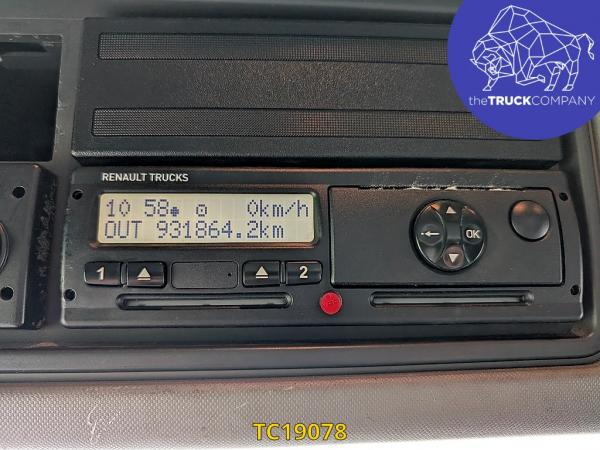 theTRUCKCOMPANY
RENAULT TRUCKS
10 58 0km/h
OUT 931864.2km
1 2
OK
TC19078